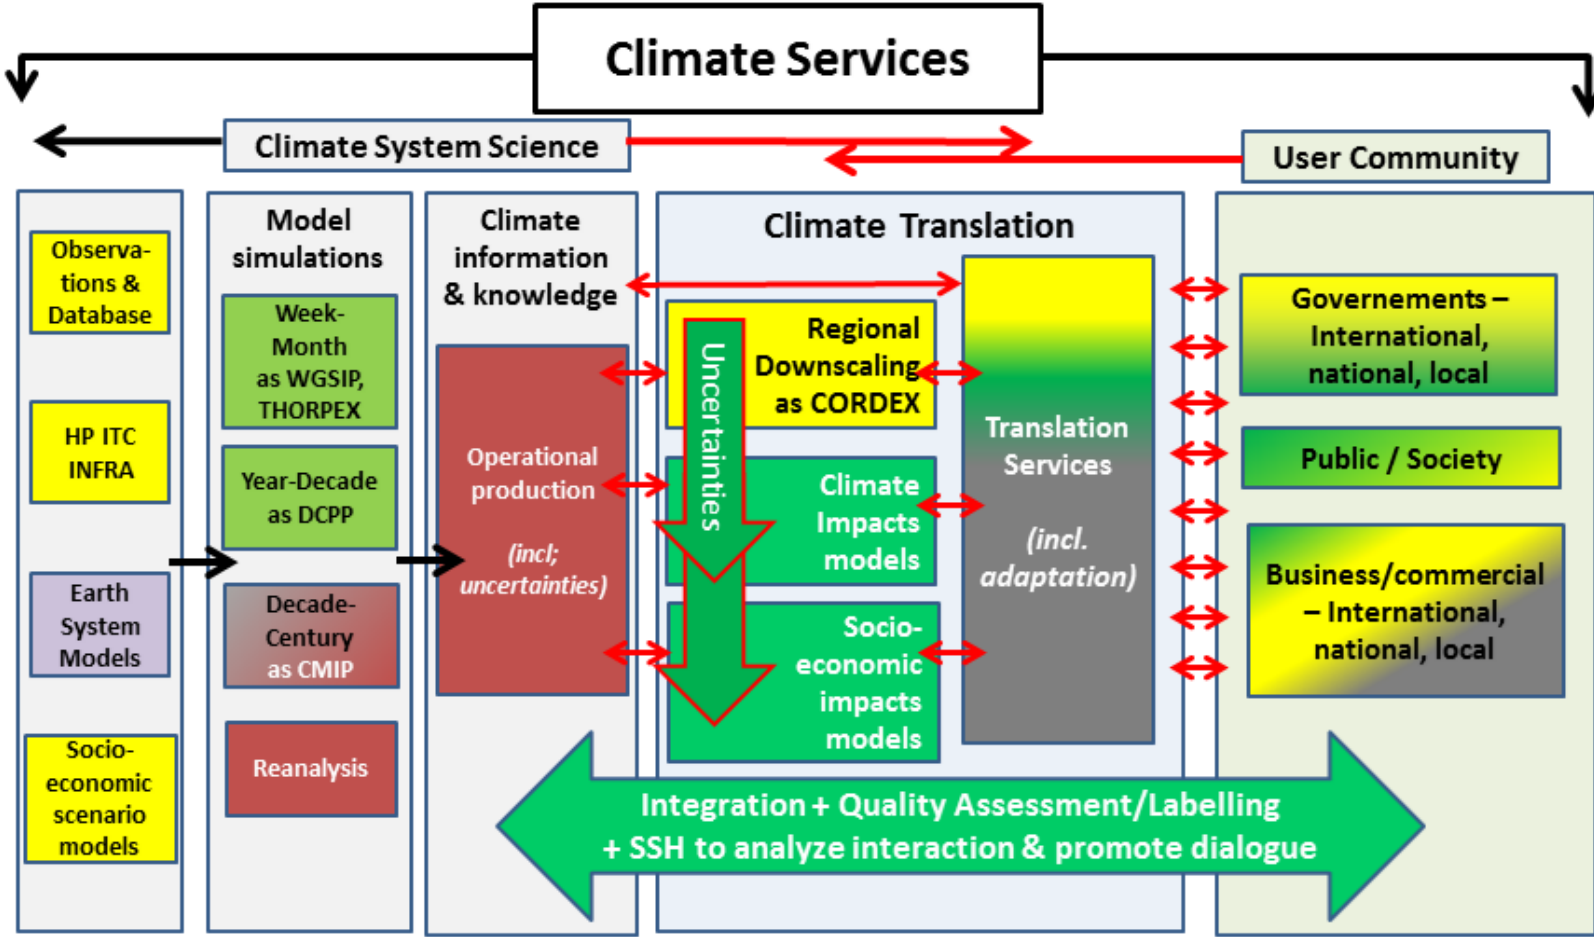 Climate Services
Climate System Science
User Community
Observa-
tions &
Database
HP ITC
INFRA
Earth
System
Models
Socio-
economic
scenario
models
Model
simulations
Week-
Month
as WGSIP,
THORPEX
Year-Decade
as DCPP
Decade-
Century
as CMIP
Reanalysis
Climate
information
& knowledge
Operational
production
(incl;
uncertainties)
Climate Translation
Uncertainties
Regional
Downscaling
as CORDEX
Climate
Impacts
models
Socio-
economic
impacts
models
Translation
Services
(incl.
adaptation)
Governements –
International,
national, local
Public / Society
Business/commercial
– International,
national, local
Integration + Quality Assessment/Labelling
+ SSH to analyze interaction & promote dialogue